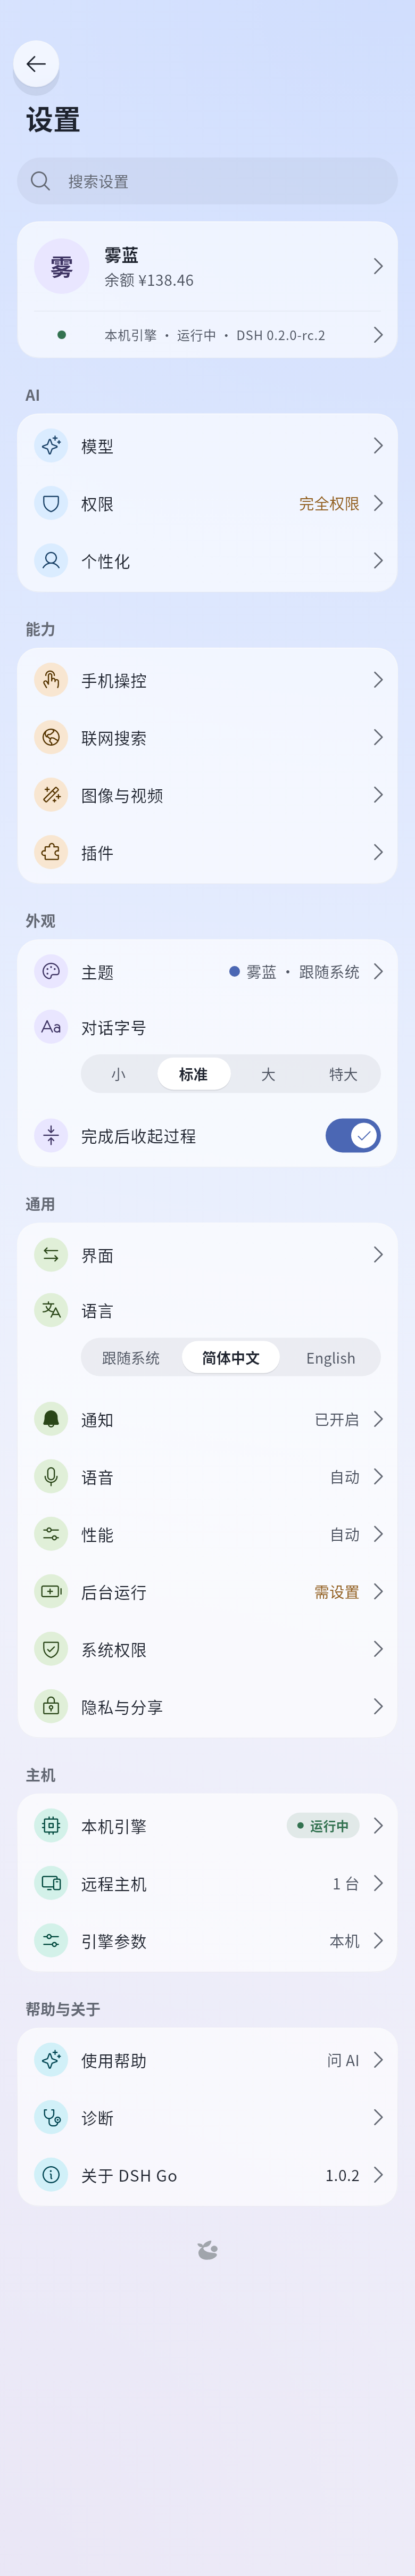 设置
搜索设置
雾
雾蓝
余额 ¥138.46
本机引擎 · 运行中 · DSH 0.2.0-rc.2
AI
模型
权限 完全权限
个性化
能力
手机操控
联网搜索
图像与视频
插件
外观
主题 雾蓝 · 跟随系统
Aa 对话字号
小 标准 大 特大
完成后收起过程
通用
界面
语言
跟随系统 简体中文 English
通知 已开启
语音 自动
性能 自动
后台运行 需设置
系统权限
隐私与分享
主机
本机引擎 运行中
远程主机 1 台
引擎参数 本机
帮助与关于
使用帮助 问 AI
诊断
关于 DSH Go 1.0.2